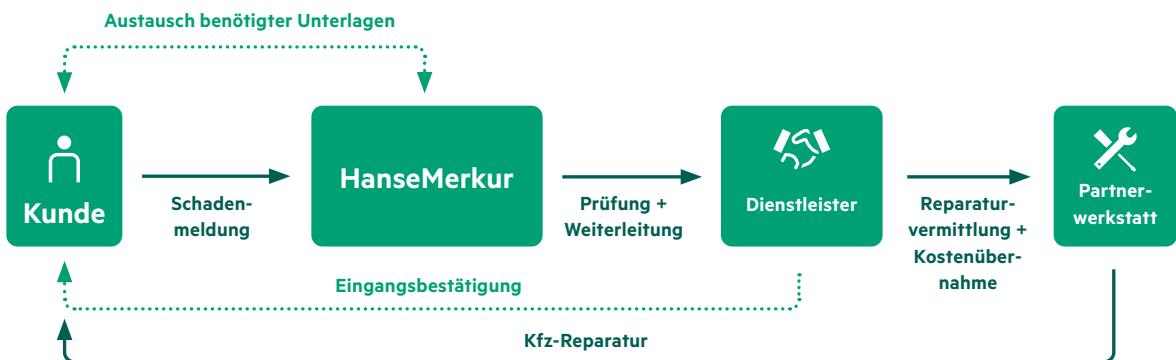 Austausch benötigter Unterlagen
Kunde
Schaden-
meldung
HanseMerkur
Prüfung +
Weiterleitung
Dienstleister
Reparatur-
vermittlung +
Kostenüber-
nahme
Partner-
werkstatt
Eingangsbestätigung
Kfz-Reparatur